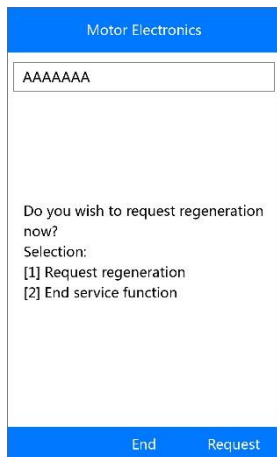 Motor Electronics
AAAAAAA
Do you wish to request regeneration
now?
Selection:
[1] Request regeneration
[2] End service function
End Request